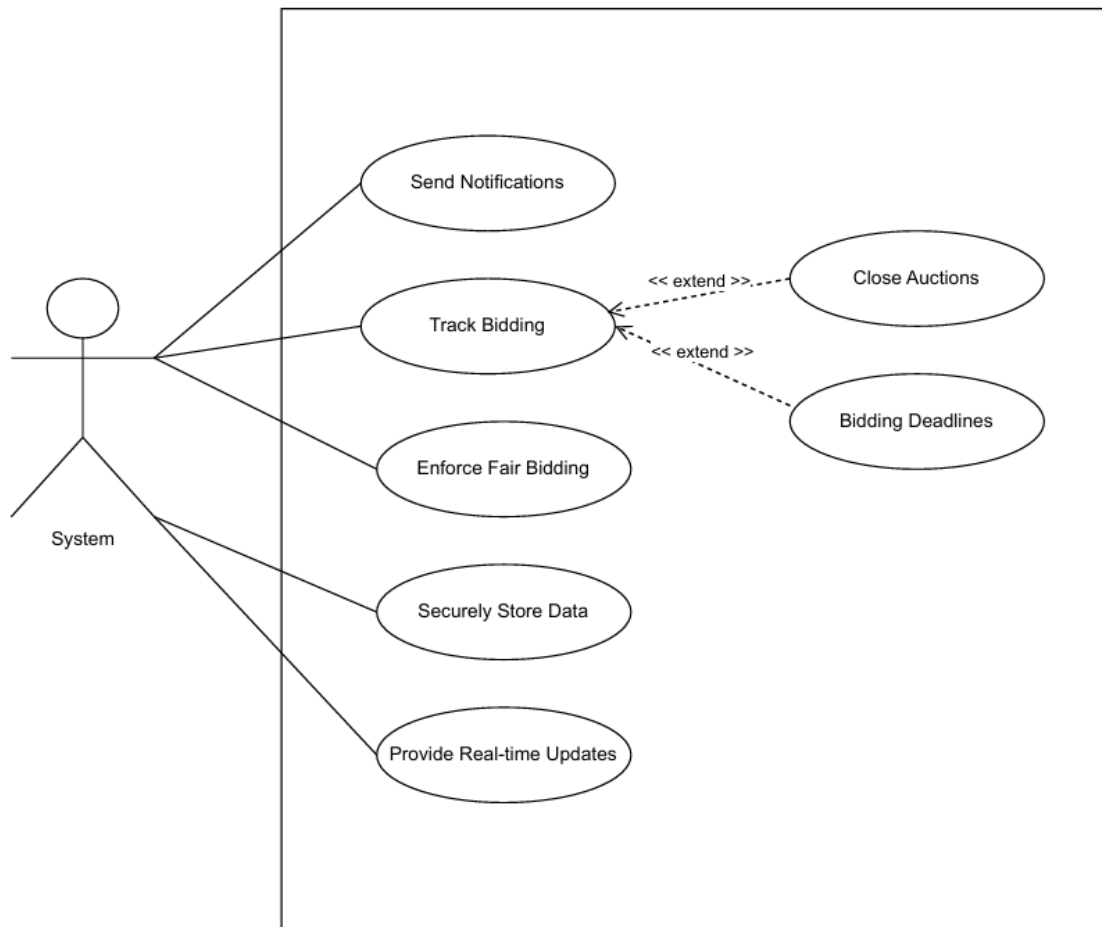 Send Notifications
<< extend >>
Close Auctions
Track Bidding
<< extend >>
Bidding Deadlines
Enforce Fair Bidding
System
Securely Store Data
Provide Real-time Updates